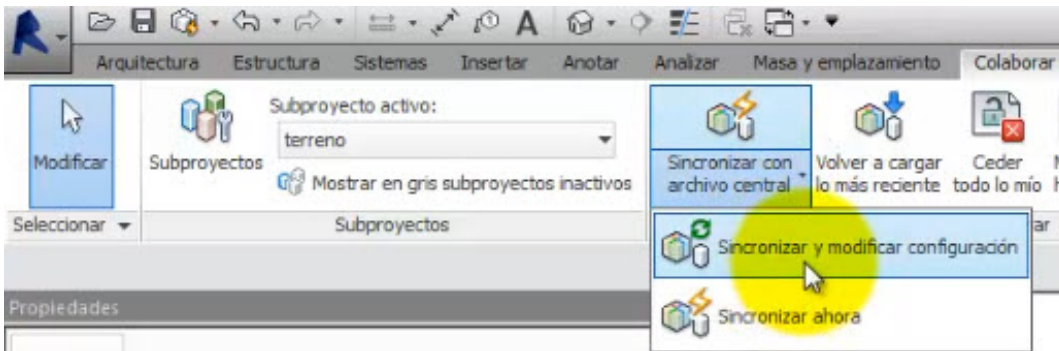 Arquitectura Estructura Sistemas Insertar Anotar Analizar Masa y emplazamiento Colaborar
Modificar
Subproyectos
Subproyecto activo:
terreno
Mostrar en gris subproyectos inactivos
Sincronizar con
archivo central
Volver a cargar
lo más reciente
Ceder
todo lo mío
Seleccionar
Subproyectos
Sincronizar y modificar configuración
Sincronizar ahora
Propiedades